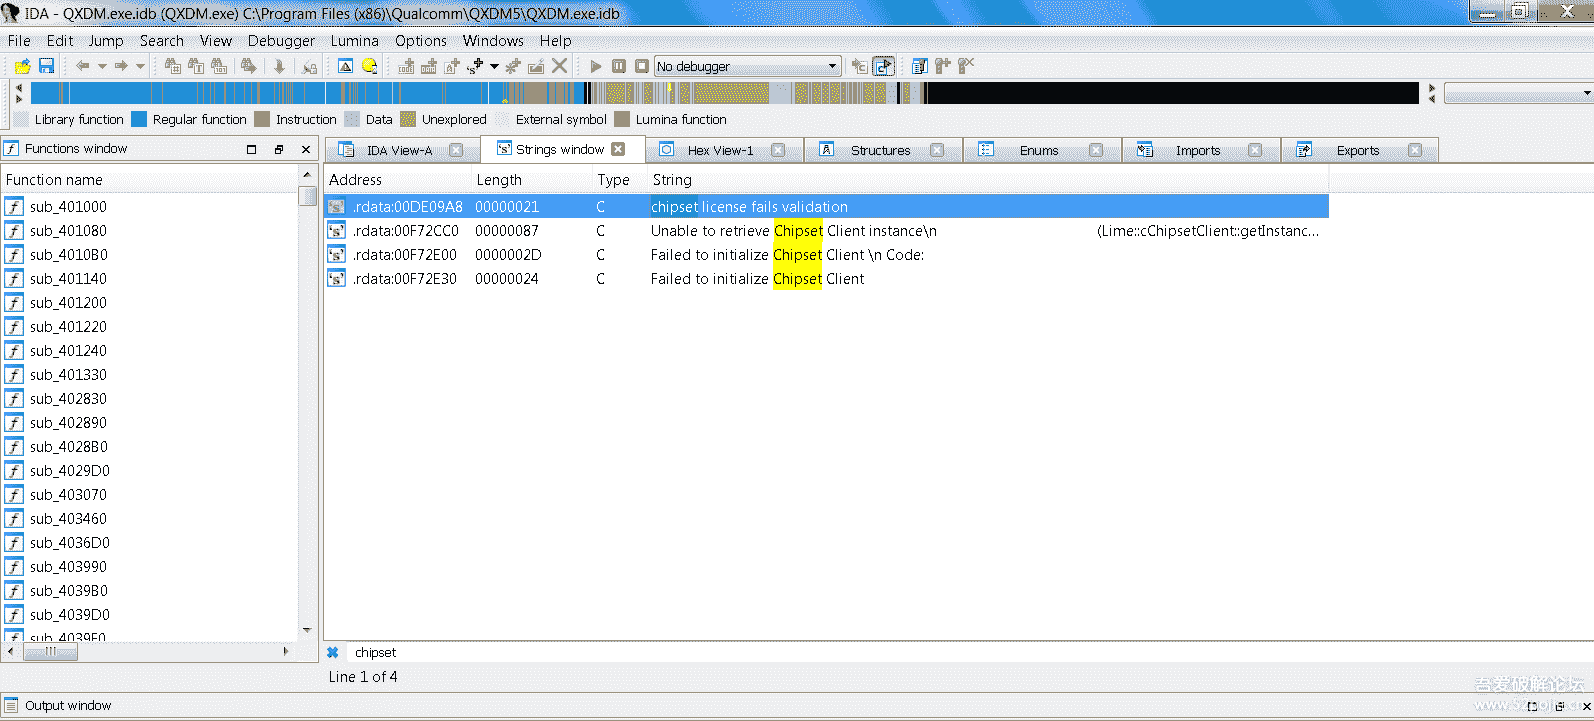 IDA - QXDM.exe.idb (QXDM.exe) C:\Program Files (x86)\Qualcomm\QXDM5\QXDM.exe.idb
File Edit Jump Search View Debugger Lumina Options Windows Help
No debugger
Library function Regular function Instruction Data Unexplored External symbol Lumina function
Functions window
IDA View-A Strings window Hex View-1 Structures Enums Imports Exports
Function name
sub_401000
sub_401080
sub_4010B0
sub_401140
sub_401200
sub_401220
sub_401240
sub_401330
sub_402830
sub_402890
sub_4028B0
sub_4029D0
sub_403070
sub_403460
sub_4036D0
sub_403990
sub_4039B0
sub_4039D0
sub_4039F0
Address Length Type String
.rdata:00DE09A8 00000021 C chipset license fails validation
.rdata:00F72CC0 00000087 C Unable to retrieve Chipset Client instance\n (Lime::cChipsetClient::getInstanc...
.rdata:00F72E00 0000002D C Failed to initialize Chipset Client \n Code:
.rdata:00F72E30 00000024 C Failed to initialize Chipset Client
chipset
Line 1 of 4
Output window
吾爱破解论坛